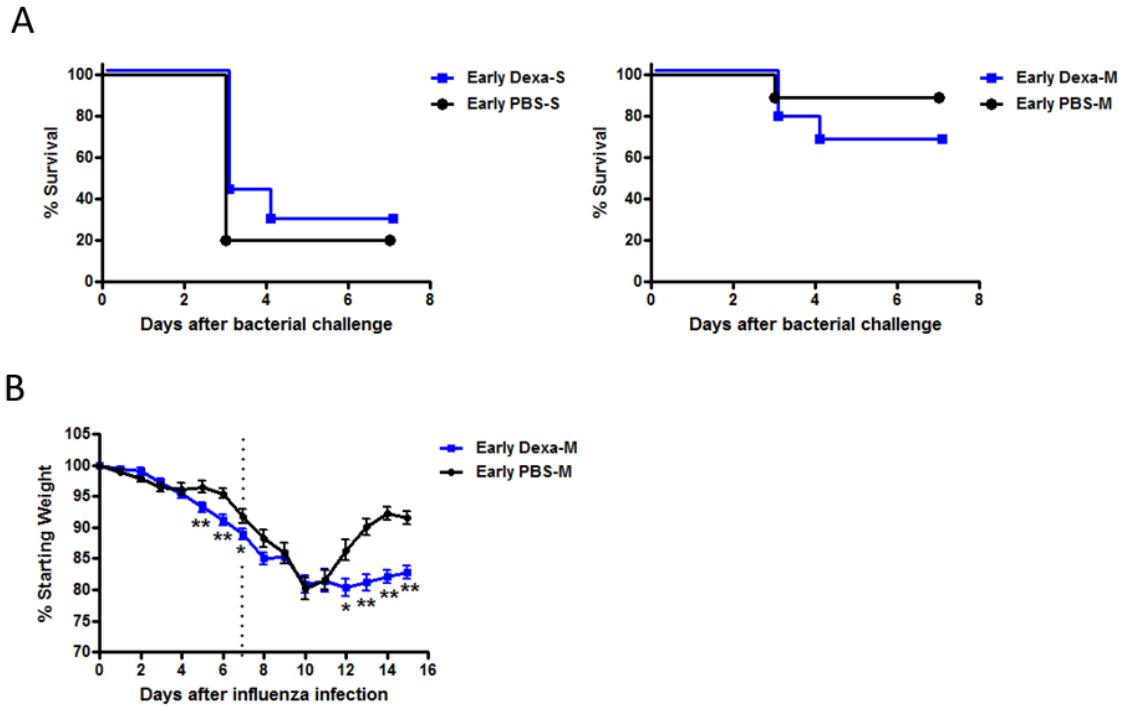 A
100
80
60
40
20
0
% Survival
0 2 4 6 8
Days after bacterial challenge
Early Dexa-S
Early PBS-S
100
80
60
40
20
0
% Survival
0 2 4 6 8
Days after bacterial challenge
Early Dexa-M
Early PBS-M
B
105
100
95
90
85
80
75
70
% Starting Weight
** ** *
* ** ** **
0 2 4 6 8 10 12 14 16
Days after influenza infection
Early Dexa-M
Early PBS-M